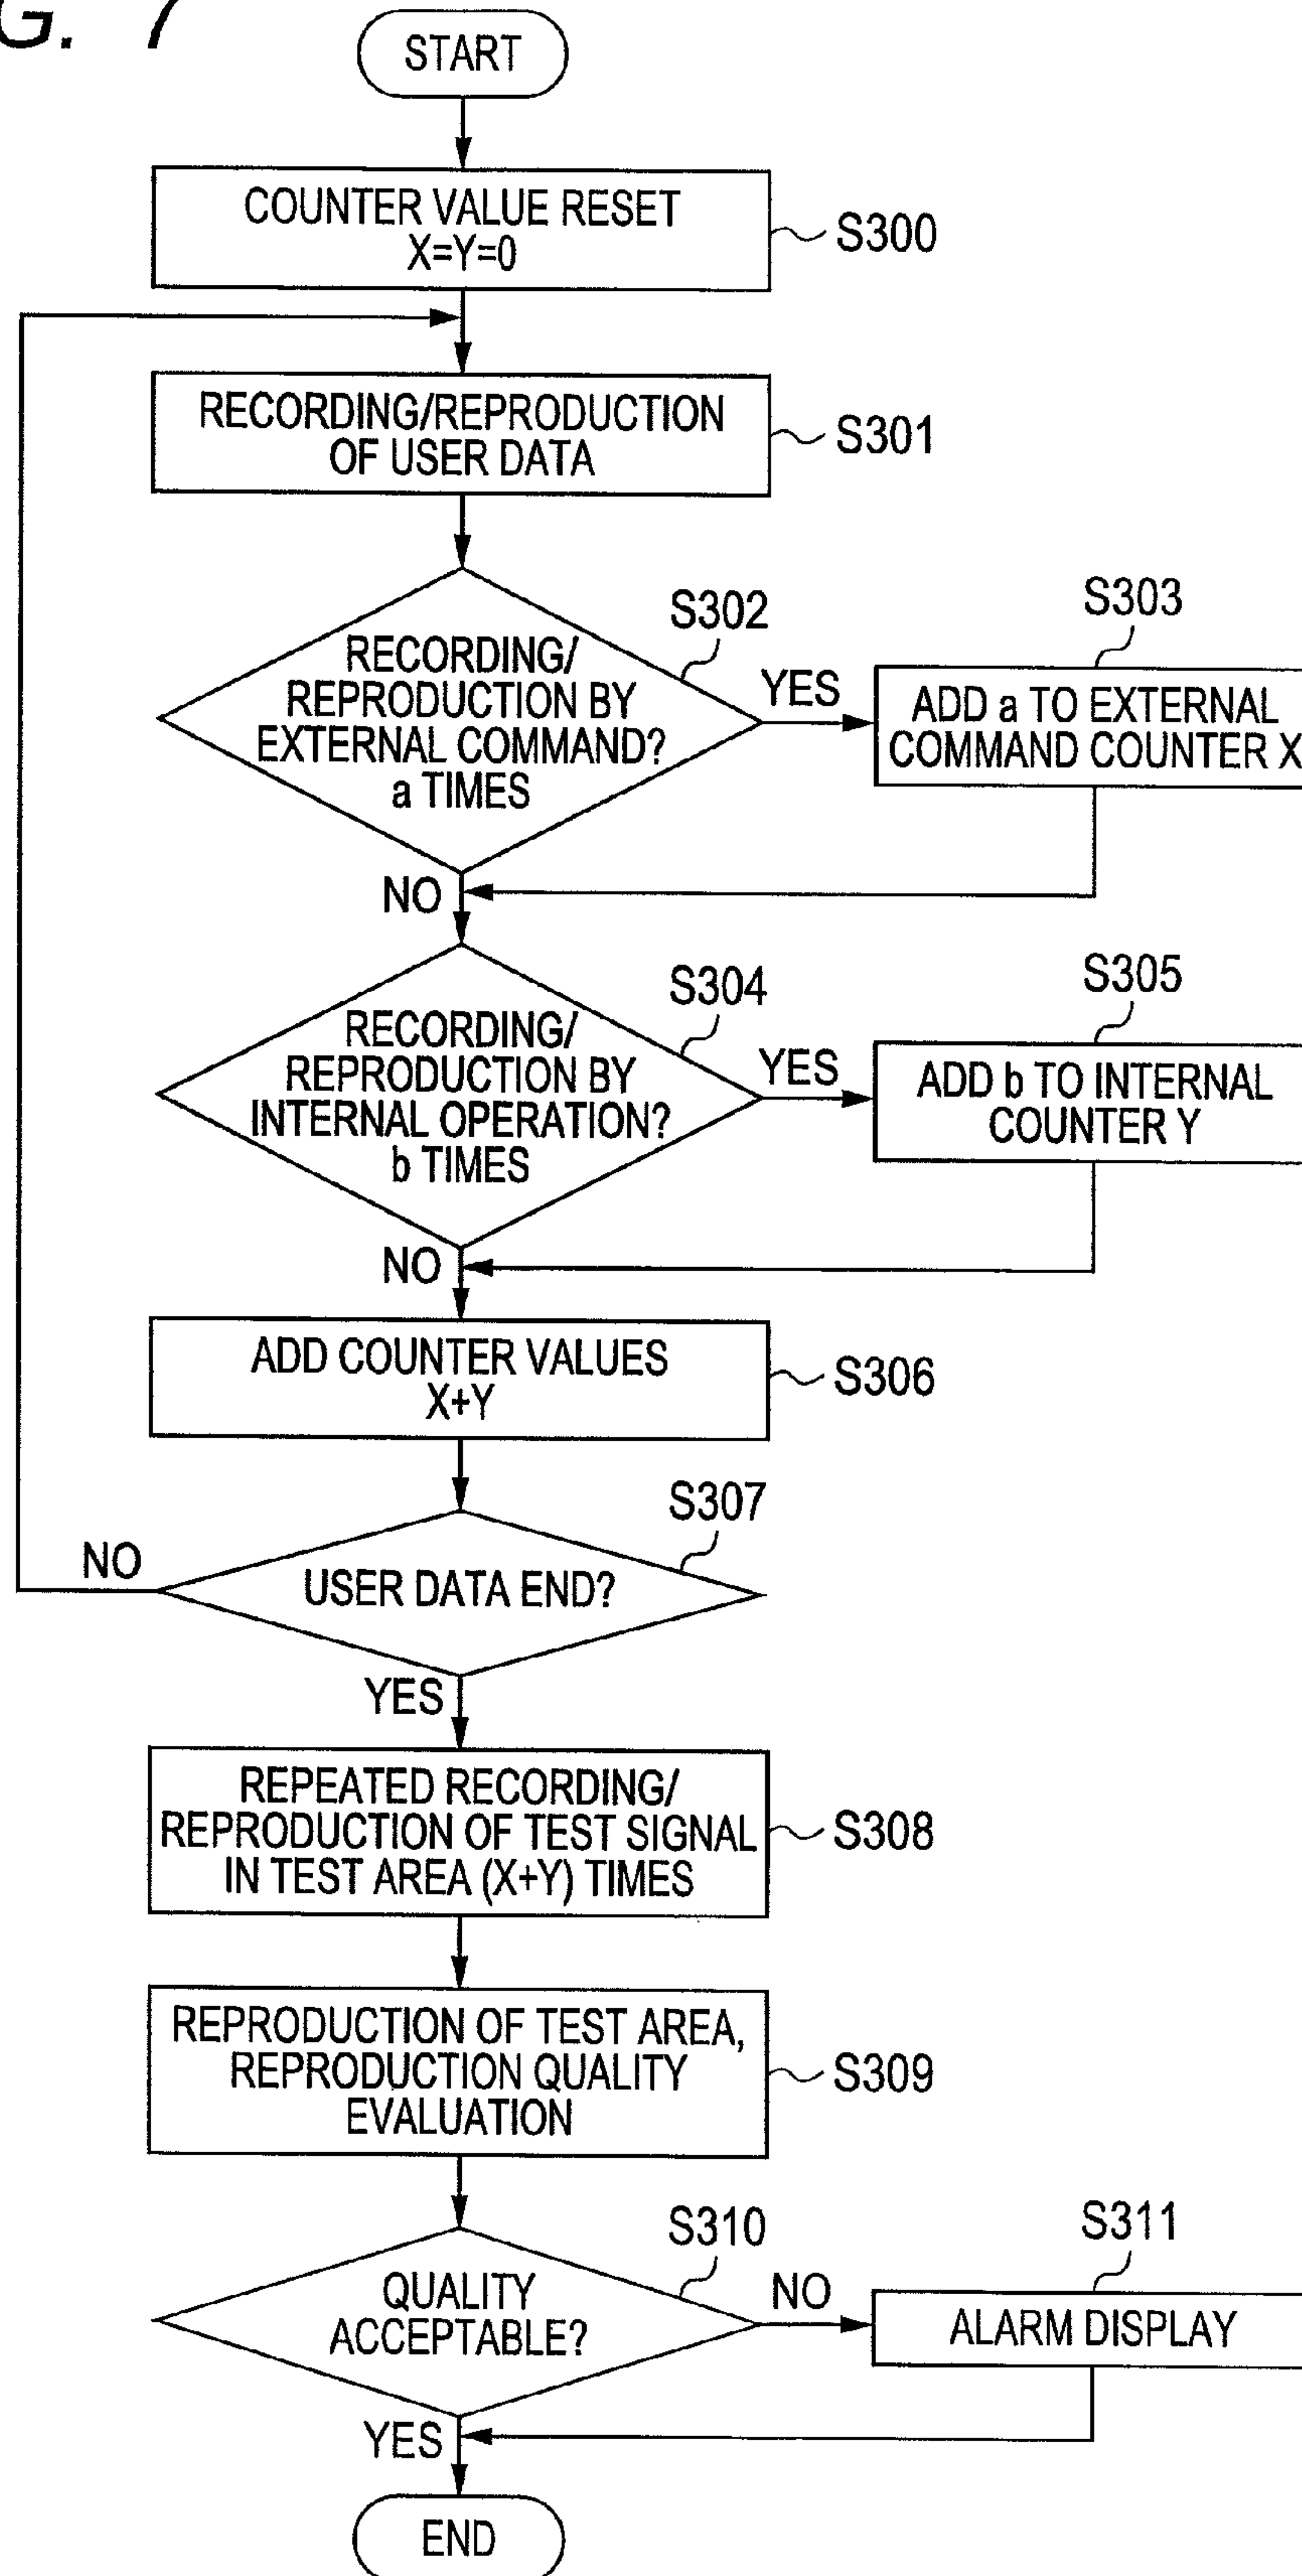 G. 7
START
COUNTER VALUE RESET
X=Y=0
S300
RECORDING/REPRODUCTION
OF USER DATA
S301
RECORDING/
REPRODUCTION BY
EXTERNAL COMMAND?
a TIMES
S302
YES
S303
ADD a TO EXTERNAL
COMMAND COUNTER X
NO
RECORDING/
REPRODUCTION BY
INTERNAL OPERATION?
b TIMES
S304
YES
S305
ADD b TO INTERNAL
COUNTER Y
NO
ADD COUNTER VALUES
X+Y
S306
S307
NO
USER DATA END?
YES
REPEATED RECORDING/
REPRODUCTION OF TEST SIGNAL
IN TEST AREA (X+Y) TIMES
S308
REPRODUCTION OF TEST AREA,
REPRODUCTION QUALITY
EVALUATION
S309
S310
QUALITY
ACCEPTABLE?
NO
S311
ALARM DISPLAY
YES
END